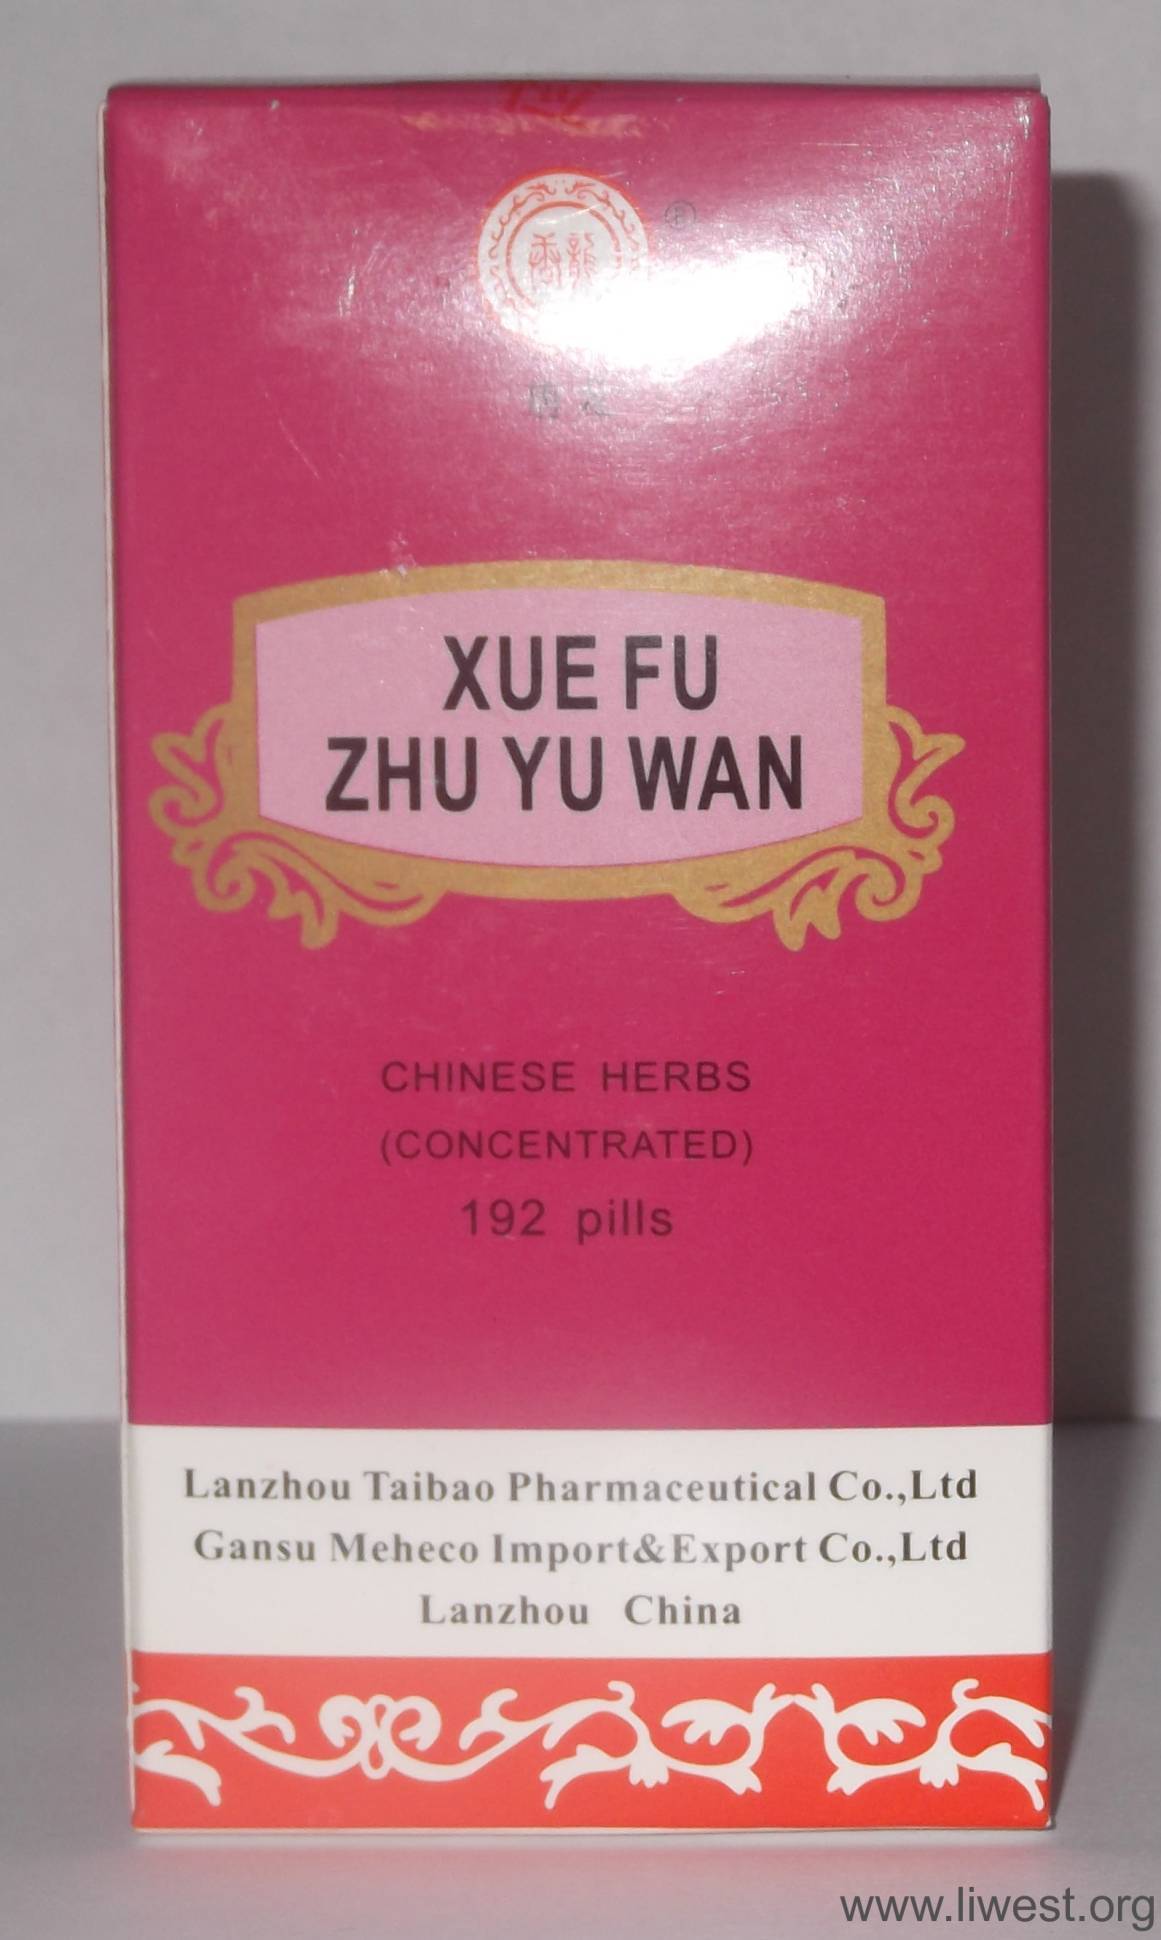 ®
XUE FU
ZHU YU WAN
CHINESE HERBS
(CONCENTRATED)
192 pills
Lanzhou Taibao Pharmaceutical Co.,Ltd
Gansu Meheco Import&Export Co.,Ltd
Lanzhou China
www.liwest.org